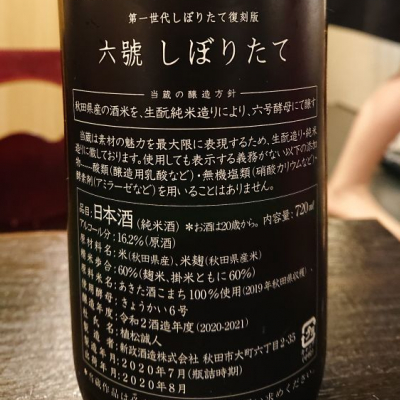 第一世代しぼりたて復刻版
六號 しぼりたて
当蔵の醸造方針
秋田県産の酒米を、生酛純米造りにより、六号酵母にて醸す
当蔵は素材の魅力を最大限に表現するため、生酛造り・純米
造りに徹しております。使用しても表示する義務がない以下の添加
物……酸類(醸造用乳酸など)・無機塩類(硝酸カリウムなど)・
酵素剤(アミラーゼなど)を用いることはありません。
品目:日本酒(純米酒) *お酒は20歳から。内容量:720ml
アルコール分:16.2%(原酒)
原材料名:米(秋田県産)、米麹(秋田県産米)
精米歩合:60%(麹米、掛米ともに60%)
原料米名:あきた酒こまち100%使用(2019年秋田県収穫)
使用酵母:きょうかい6号
醸造年度:令和2酒造年度(2020-2021)
氏名:植松誠人
新政酒造株式会社 秋田市大町六丁目2-35
2020年7月(瓶詰時期)
2020年8月